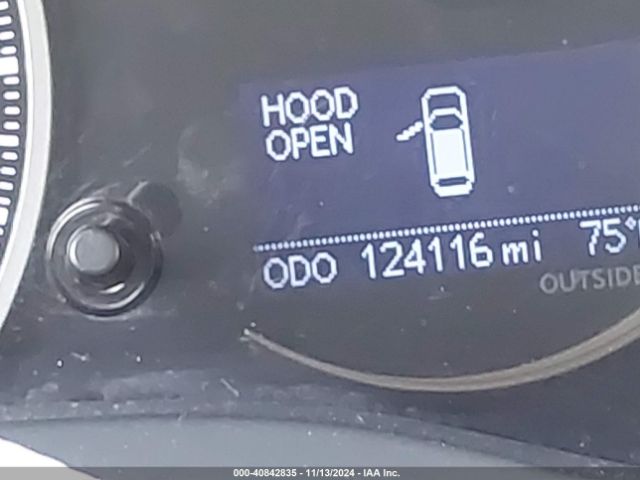 HOOD
OPEN
ODO 124116 mi 75°
OUTSIDE
000-40842835 - 11/13/2024 - IAA Inc.